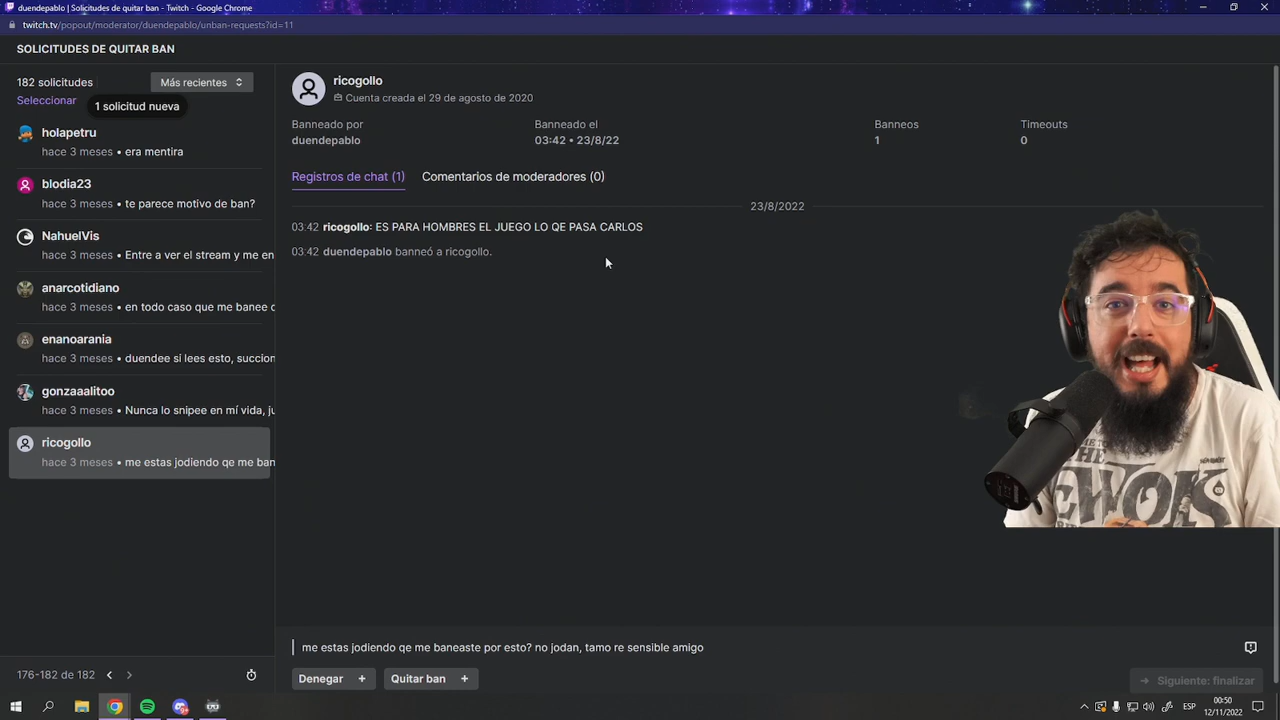 duendepablo | Solicitudes de quitar ban - Twitch - Google Chrome
twitch.tv/popout/moderator/duendepablo/unban-requests?id=11
SOLICITUDES DE QUITAR BAN
182 solicitudes
Más recientes
Seleccionar
1 solicitud nueva
holapetru
hace 3 meses • era mentira
blodia23
hace 3 meses • te parece motivo de ban?
NahuelVis
hace 3 meses • Entre a ver el stream y me en
anarcotidiano
hace 3 meses • en todo caso que me banee
enanoarania
hace 3 meses • duendee si lees esto, succion
gonzaaalitoo
hace 3 meses • Nunca lo snipee en mí vida, ju
ricogollo
hace 3 meses • me estas jodiendo qe me ban
176-182 de 182
ricogollo
Cuenta creada el 29 de agosto de 2020
Banneado por
duendepablo
Banneado el
03:42 • 23/8/22
Banneos
1
Timeouts
0
Registros de chat (1)
Comentarios de moderadores (0)
23/8/2022
03:42 ricogollo: ES PARA HOMBRES EL JUEGO LO QE PASA CARLOS
03:42 duendepablo banneó a ricogollo.
me estas jodiendo qe me baneaste por esto? no jodan, tamo re sensible amigo
Denegar +
Quitar ban +
Siguiente: finalizar
ESP
00:50
12/11/2022